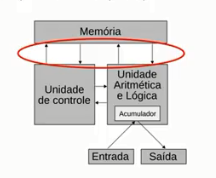 Memória
Unidade
de controle
Unidade
Aritmética
e Lógica
Acumulador
Entrada
Saída